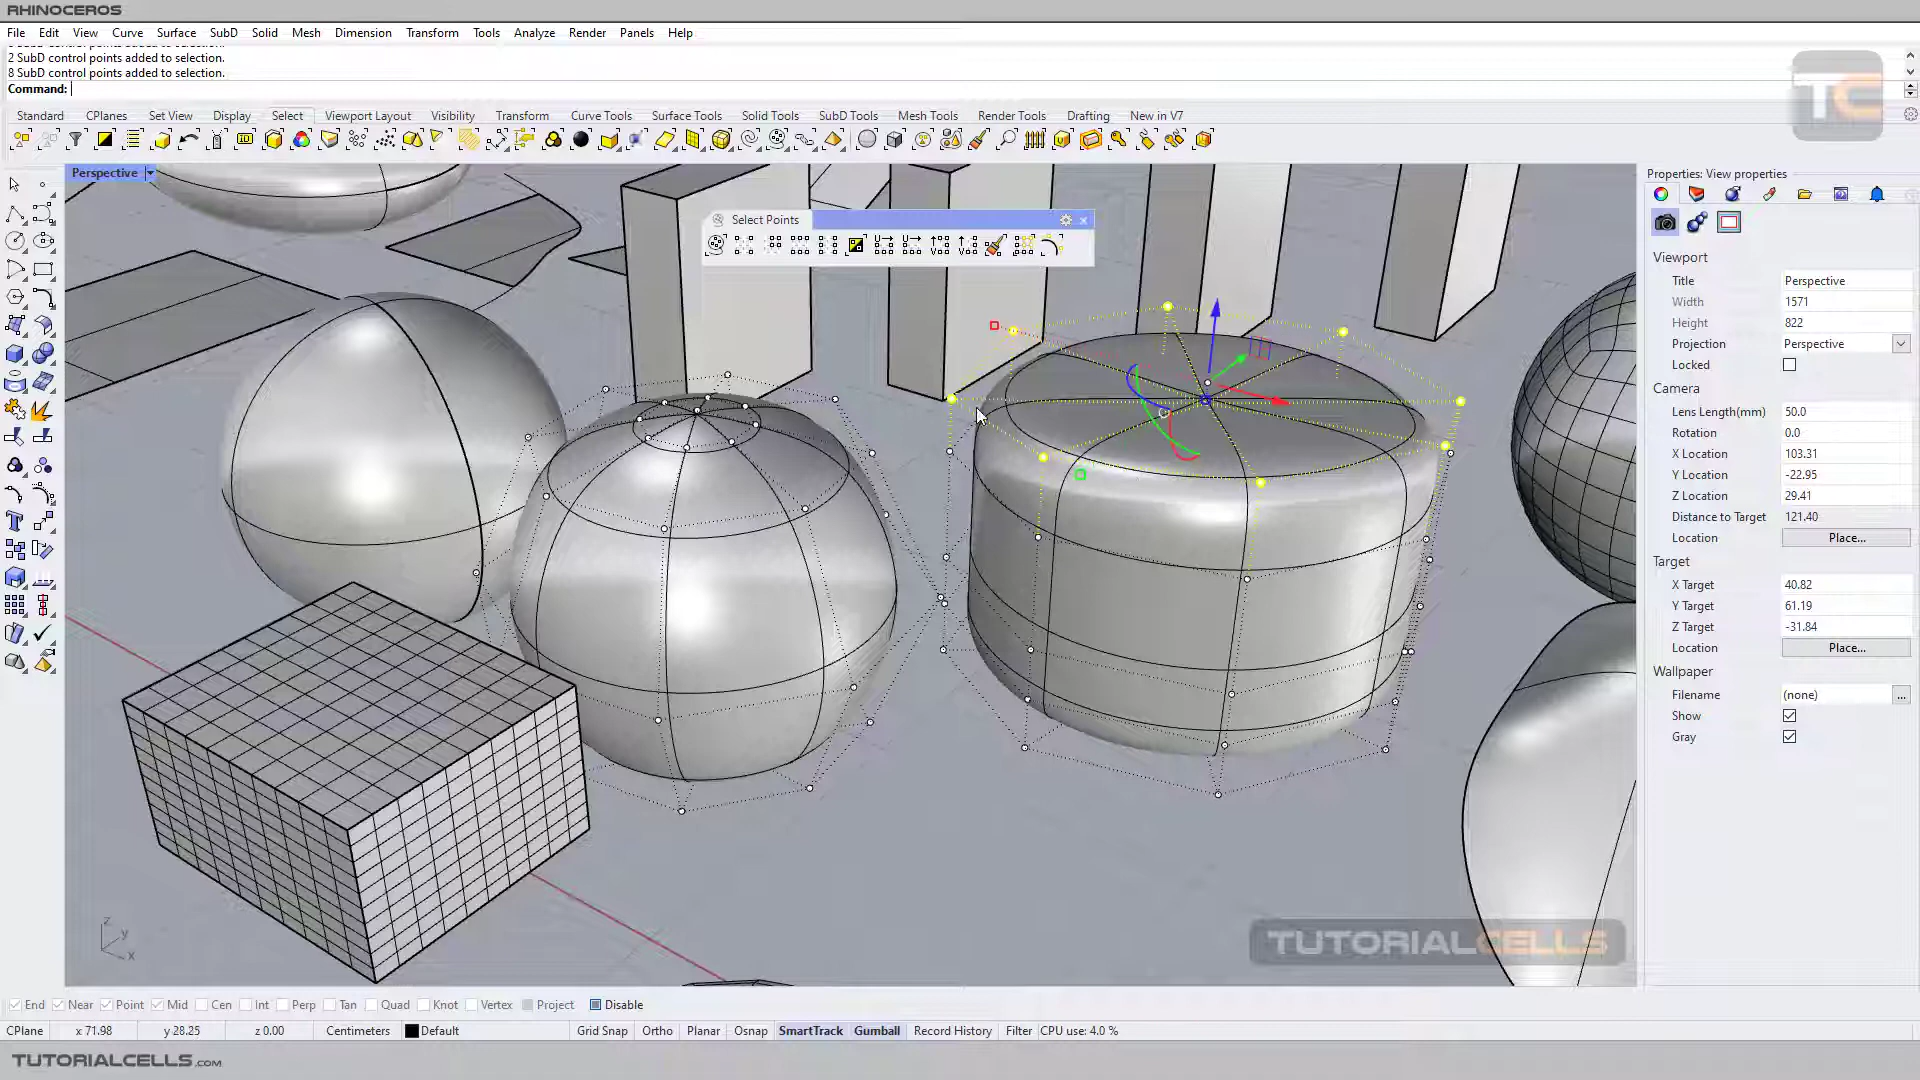 RHINOCEROS
File Edit View Curve Surface SubD Solid Mesh Dimension Transform Tools Analyze Render Panels Help
2 SubD control points added to selection.
8 SubD control points added to selection.
Command:
TC
Standard CPlanes Set View Display Select Viewport Layout Visibility Transform Curve Tools Surface Tools Solid Tools SubD Tools Mesh Tools Render Tools Drafting New in V7
Perspective
Select Points
Properties: View properties
Viewport
Title Perspective
Width 1571
Height 822
Projection Perspective
Locked
Camera
Lens Length(mm) 50.0
Rotation 0.0
X Location 103.31
Y Location -22.95
Z Location 29.41
Distance to Target 121.40
Location Place...
Target
X Target 40.82
Y Target 61.19
Z Target -31.84
Location Place...
Wallpaper
Filename (none) ...
Show
Gray
z
y
x
TUTORIALCELLS
End Near Point Mid Cen Int Perp Tan Quad Knot Vertex Project Disable
CPlane x 71.98 y 28.25 z 0.00 Centimeters Default Grid Snap Ortho Planar Osnap SmartTrack Gumball Record History Filter CPU use: 4.0 %
TUTORIALCELLS.COM